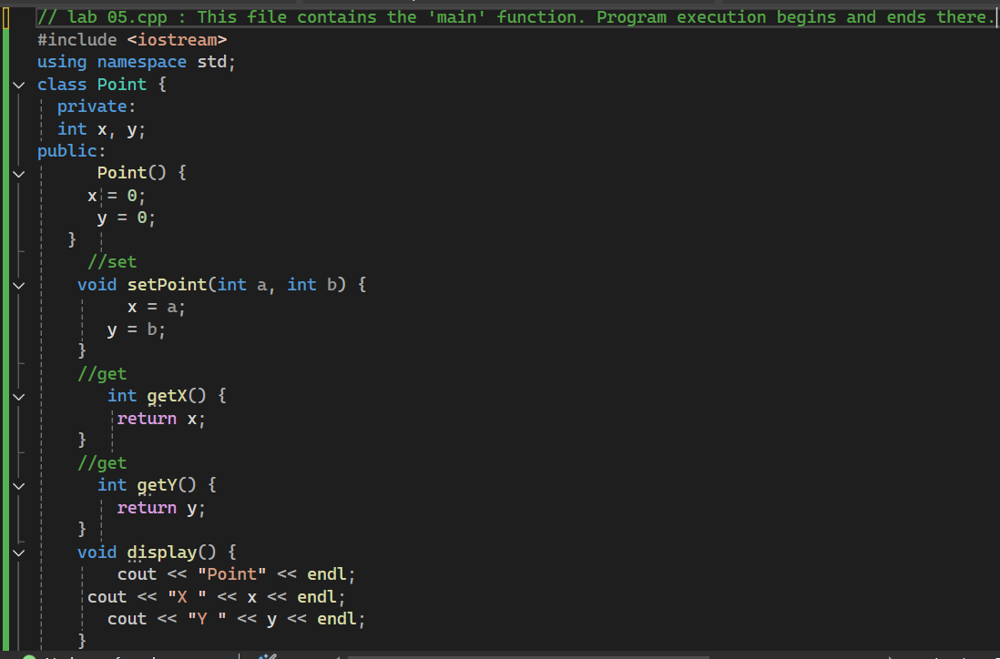 // lab 05.cpp : This file contains the 'main' function. Program execution begins and ends there.
#include <iostream>
using namespace std;
class Point {
private:
int x, y;
public:
Point() {
x = 0;
y = 0;
}
//set
void setPoint(int a, int b) {
x = a;
y = b;
}
//get
int getX() {
return x;
}
//get
int getY() {
return y;
}
void display() {
cout << "Point" << endl;
cout << "X " << x << endl;
cout << "Y " << y << endl;
}